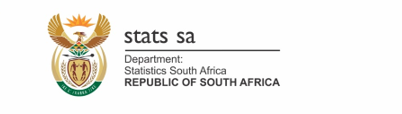 stats sa
Department:
Statistics South Africa
REPUBLIC OF SOUTH AFRICA